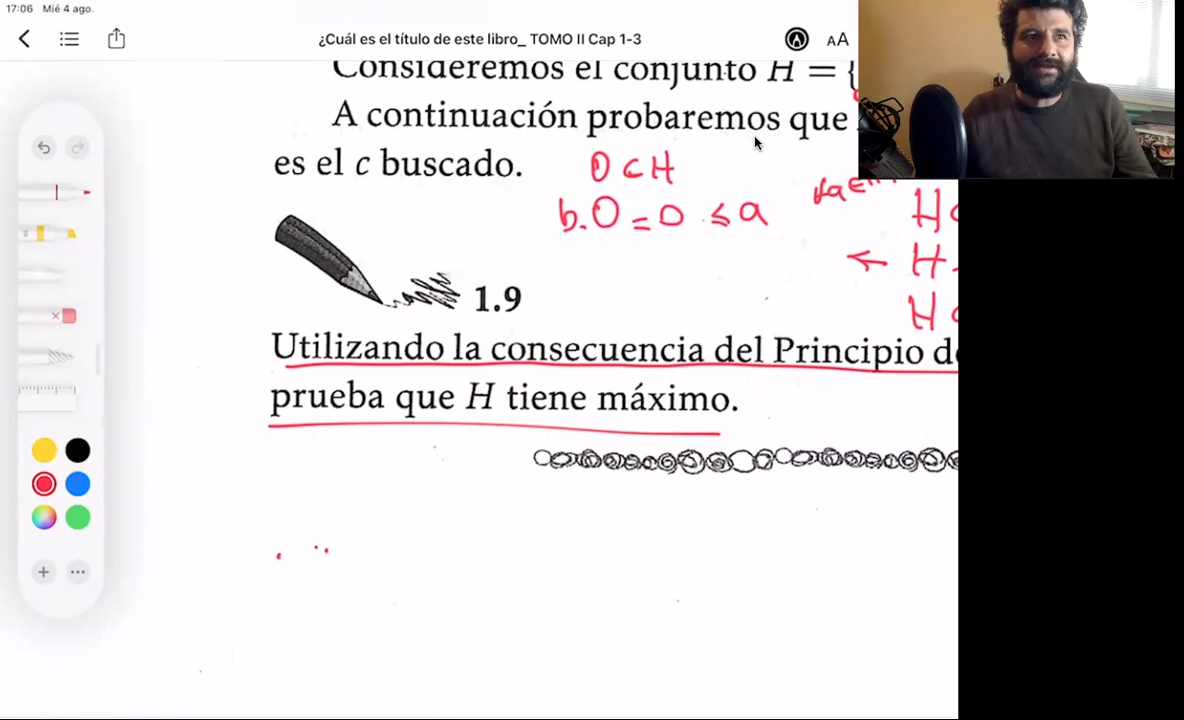 17:06 Mié 4 ago.
¿Cuál es el título de este libro_ TOMO II Cap 1-3
AA
Consideremos el conjunto H = {
A continuación probaremos que
es el c buscado.
0 ⊂ H
b.0 = 0 ≤ a
H
← H
H
1.9
Utilizando la consecuencia del Principio d
prueba que H tiene máximo.